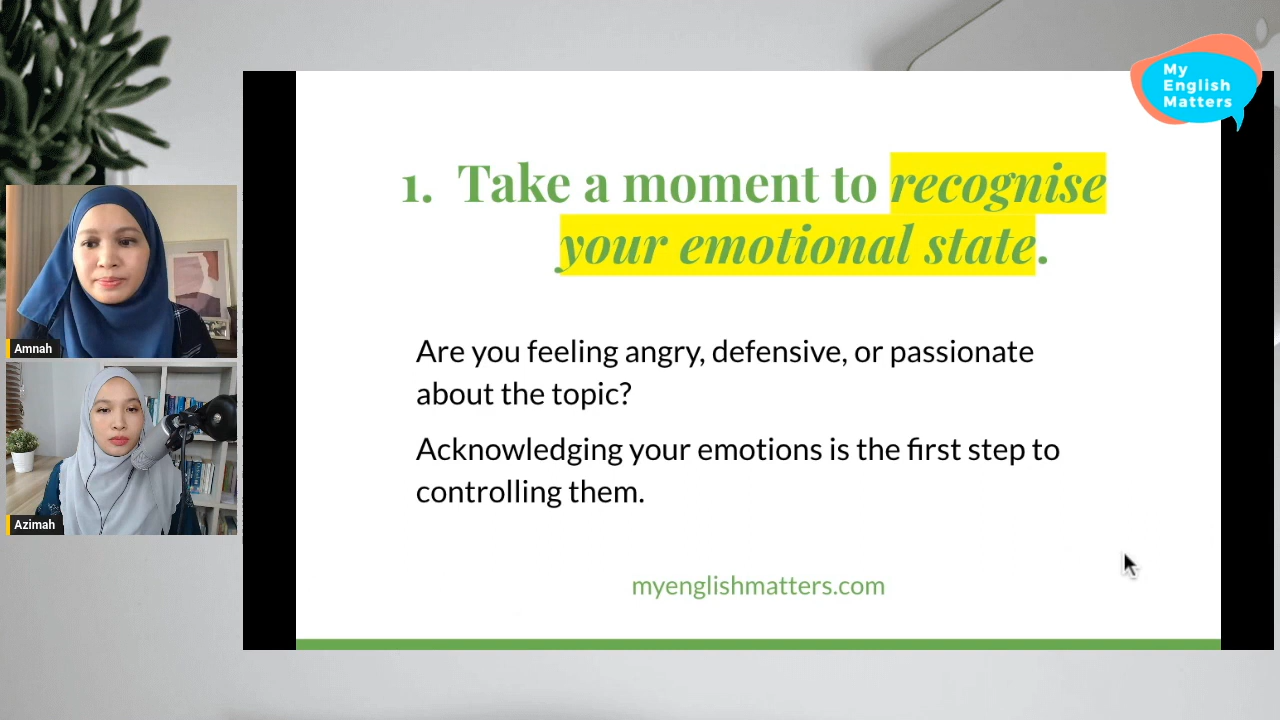 My
English
Matters
1. Take a moment to recognise
your emotional state.
Are you feeling angry, defensive, or passionate
about the topic?
Acknowledging your emotions is the first step to
controlling them.
myenglishmatters.com
Amnah
Azimah